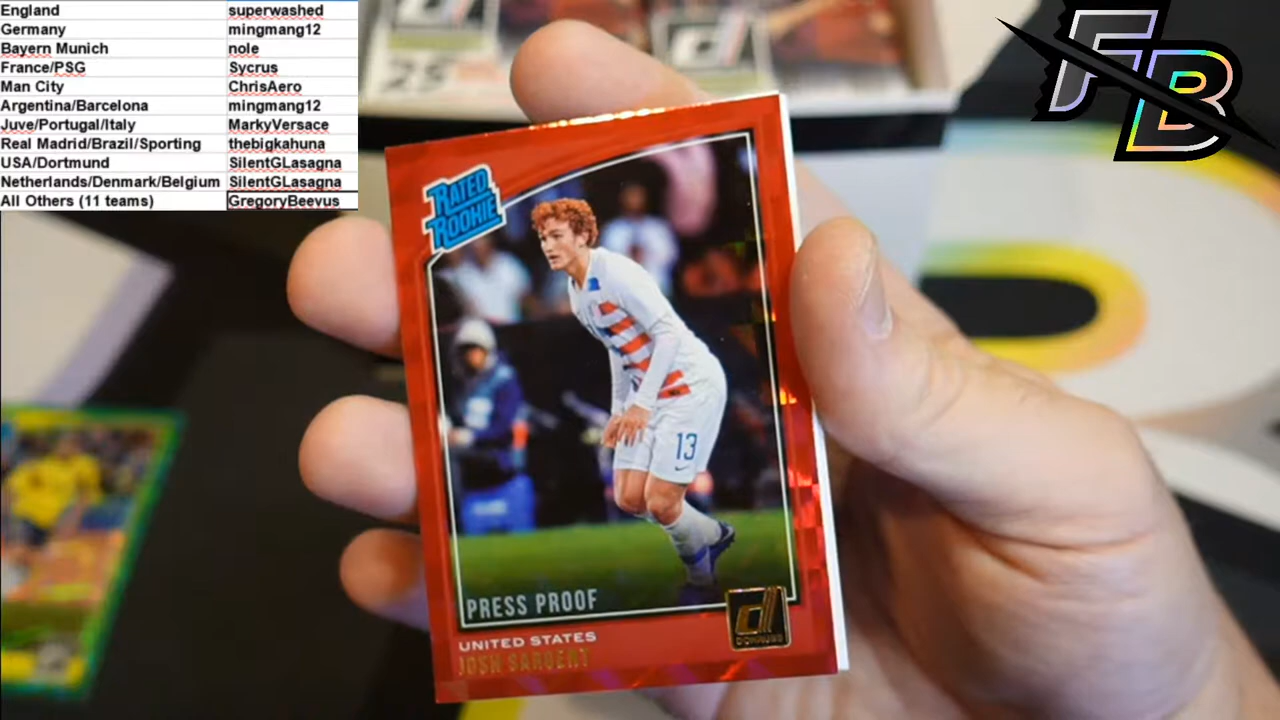 England superwashed
Germany mingmang12
Bayern Munich nole
France/PSG Sycrus
Man City ChrisAero
Argentina/Barcelona mingmang12
Juve/Portugal/Italy MarkyVersace
Real Madrid/Brazil/Sporting thebigkahuna
USA/Dortmund SilentGLasagna
Netherlands/Denmark/Belgium SilentGLasagna
All Others (11 teams) GregoryBeevus
FB
25
RATED
ROOKIE
13
PRESS PROOF
d
DONRUSS
UNITED STATES
JOSH SARGENT